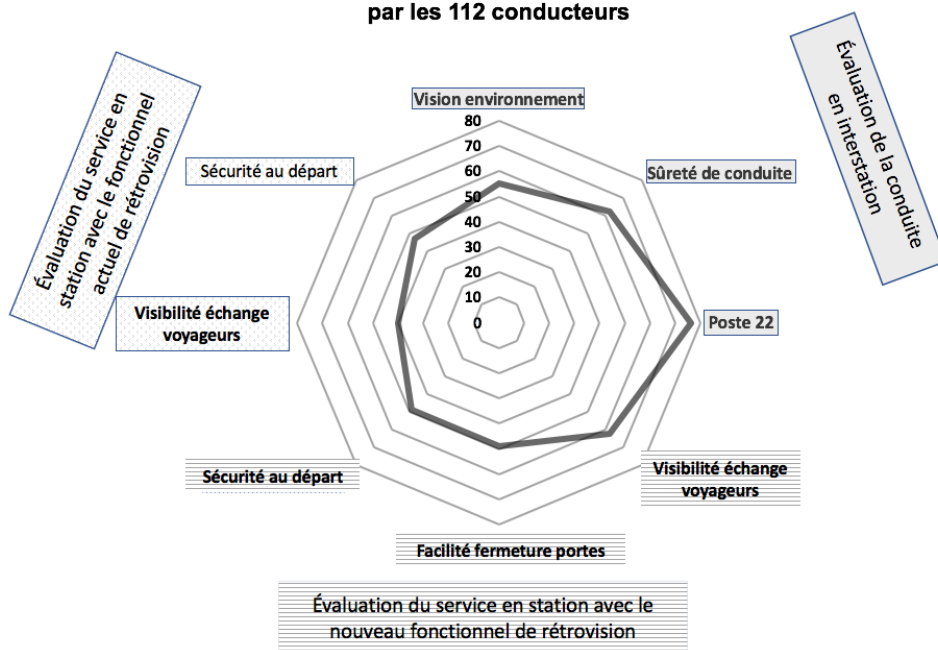 par les 112 conducteurs
Évaluation du service en
station avec le fonctionnel
actuel de rétrovision
Évaluation de la conduite
en interstation
Vision environnement
Sécurité au départ
Sûreté de conduite
80
70
60
50
40
30
20
10
0
Visibilité échange
voyageurs
Poste 22
Sécurité au départ
Visibilité échange
voyageurs
Facilité fermeture portes
Évaluation du service en station avec le
nouveau fonctionnel de rétrovision